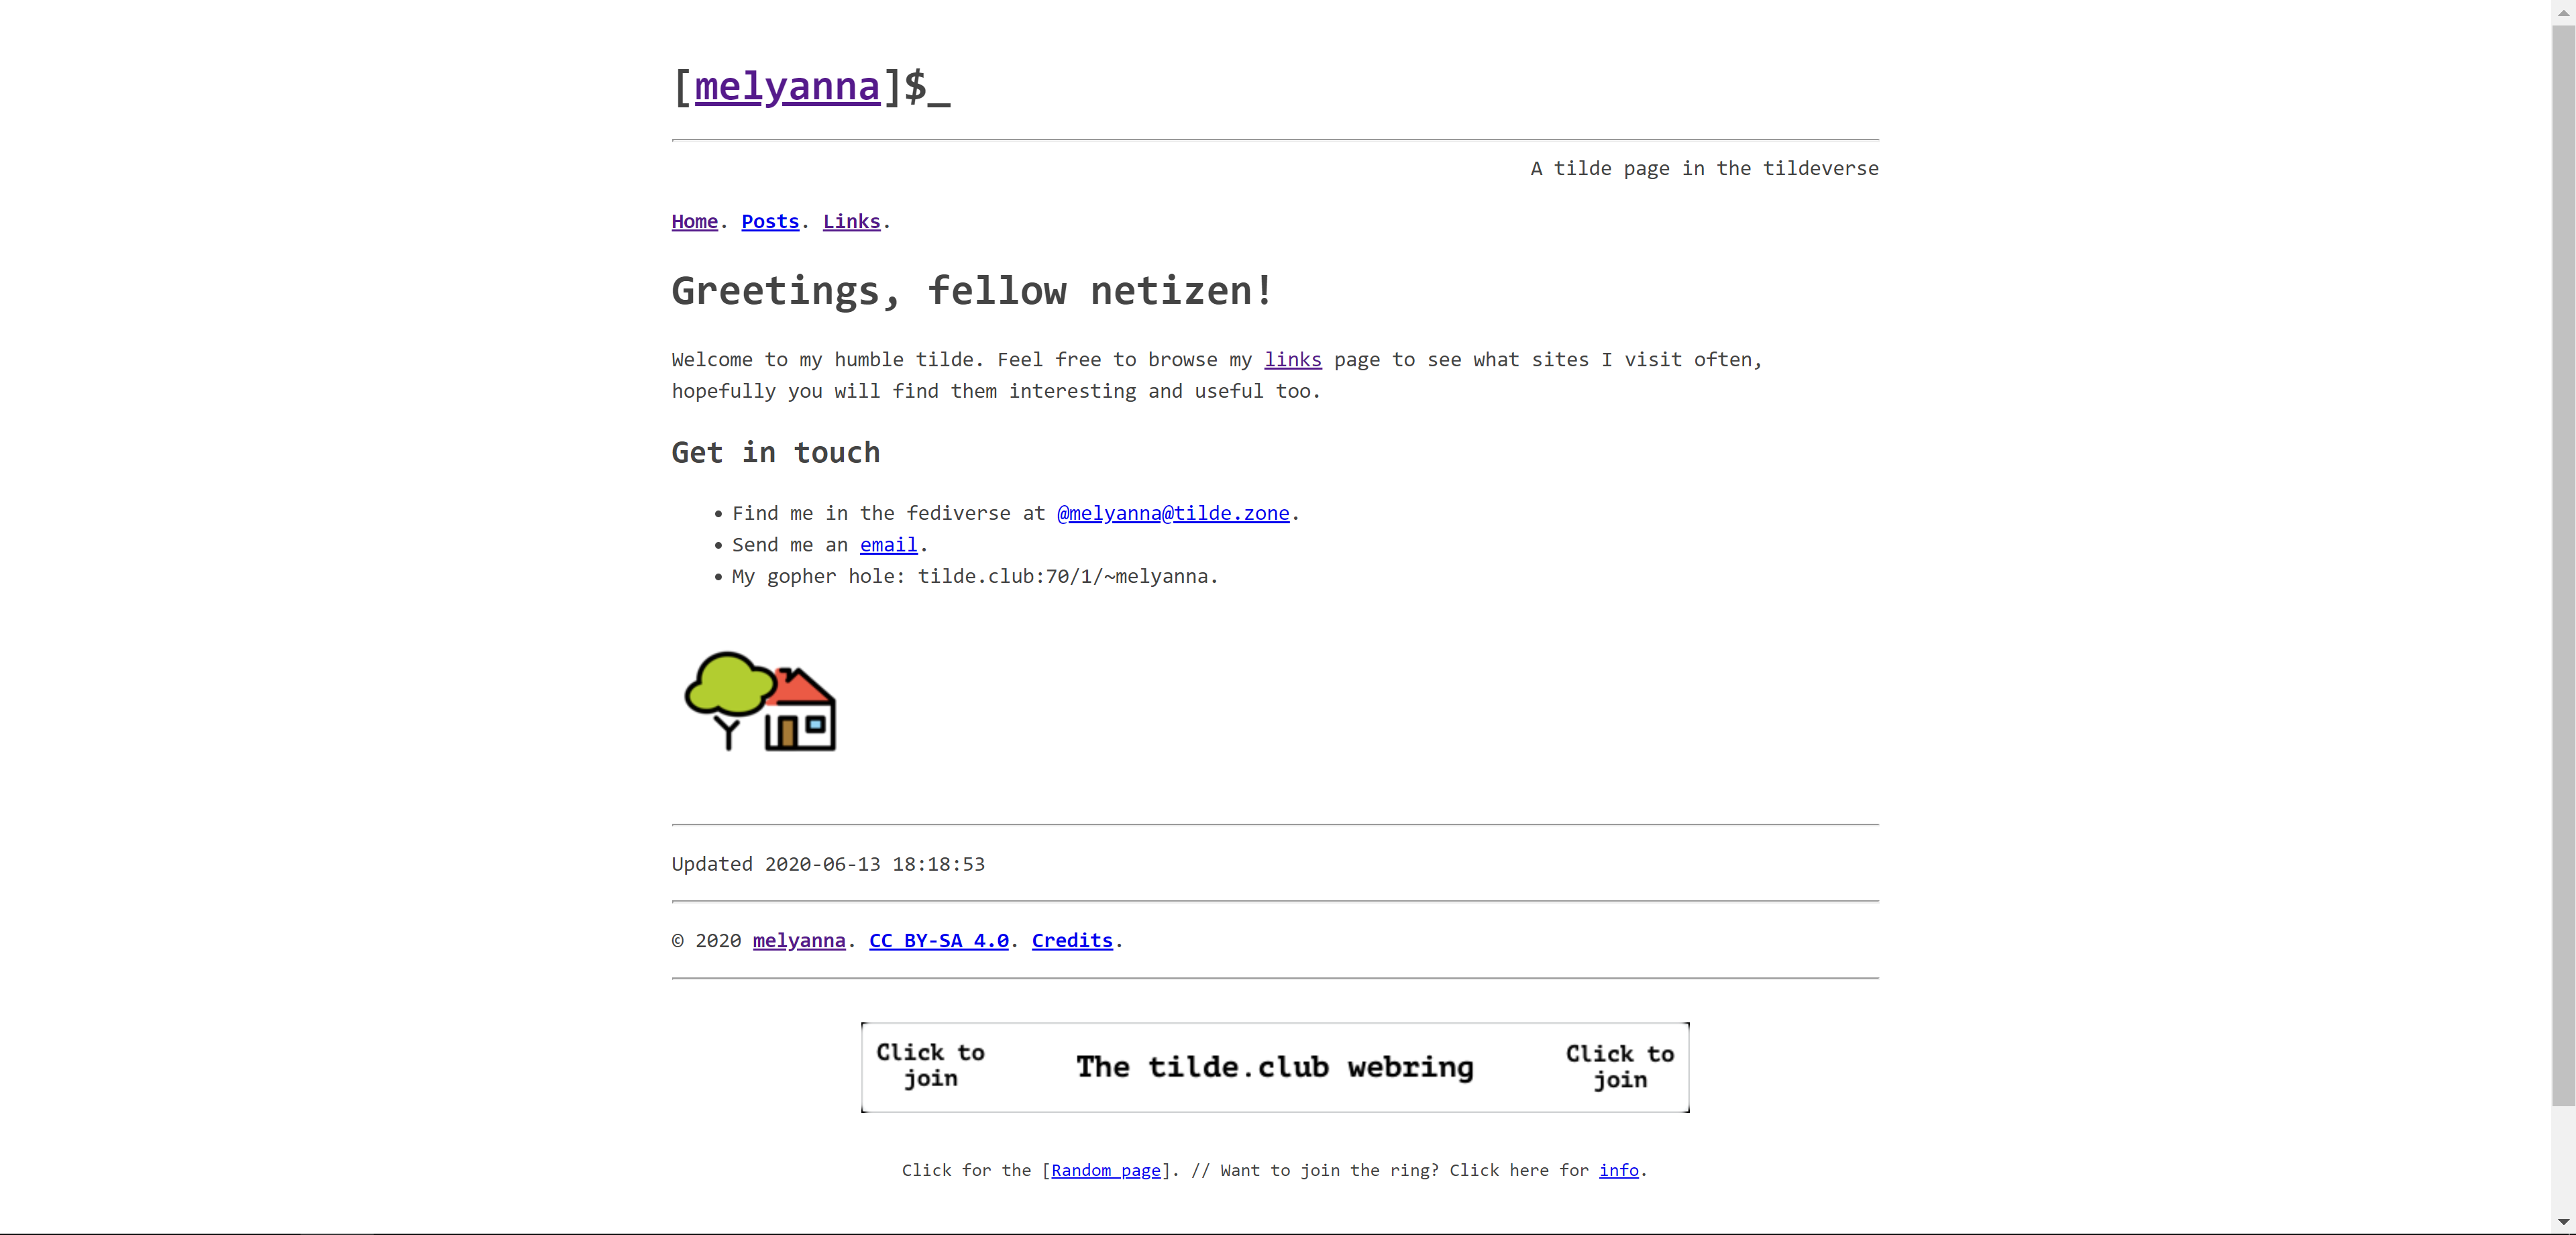 [melyanna]$_
A tilde page in the tildeverse
Home. Posts. Links.
Greetings, fellow netizen!
Welcome to my humble tilde. Feel free to browse my links page to see what sites I visit often,
hopefully you will find them interesting and useful too.
Get in touch
• Find me in the fediverse at @melyanna@tilde.zone.
• Send me an email.
• My gopher hole: tilde.club:70/1/~melyanna.
Updated 2020-06-13 18:18:53
© 2020 melyanna. CC BY-SA 4.0. Credits.
Click to
join
The tilde.club webring
Click to
join
Click for the [Random page]. // Want to join the ring? Click here for info.